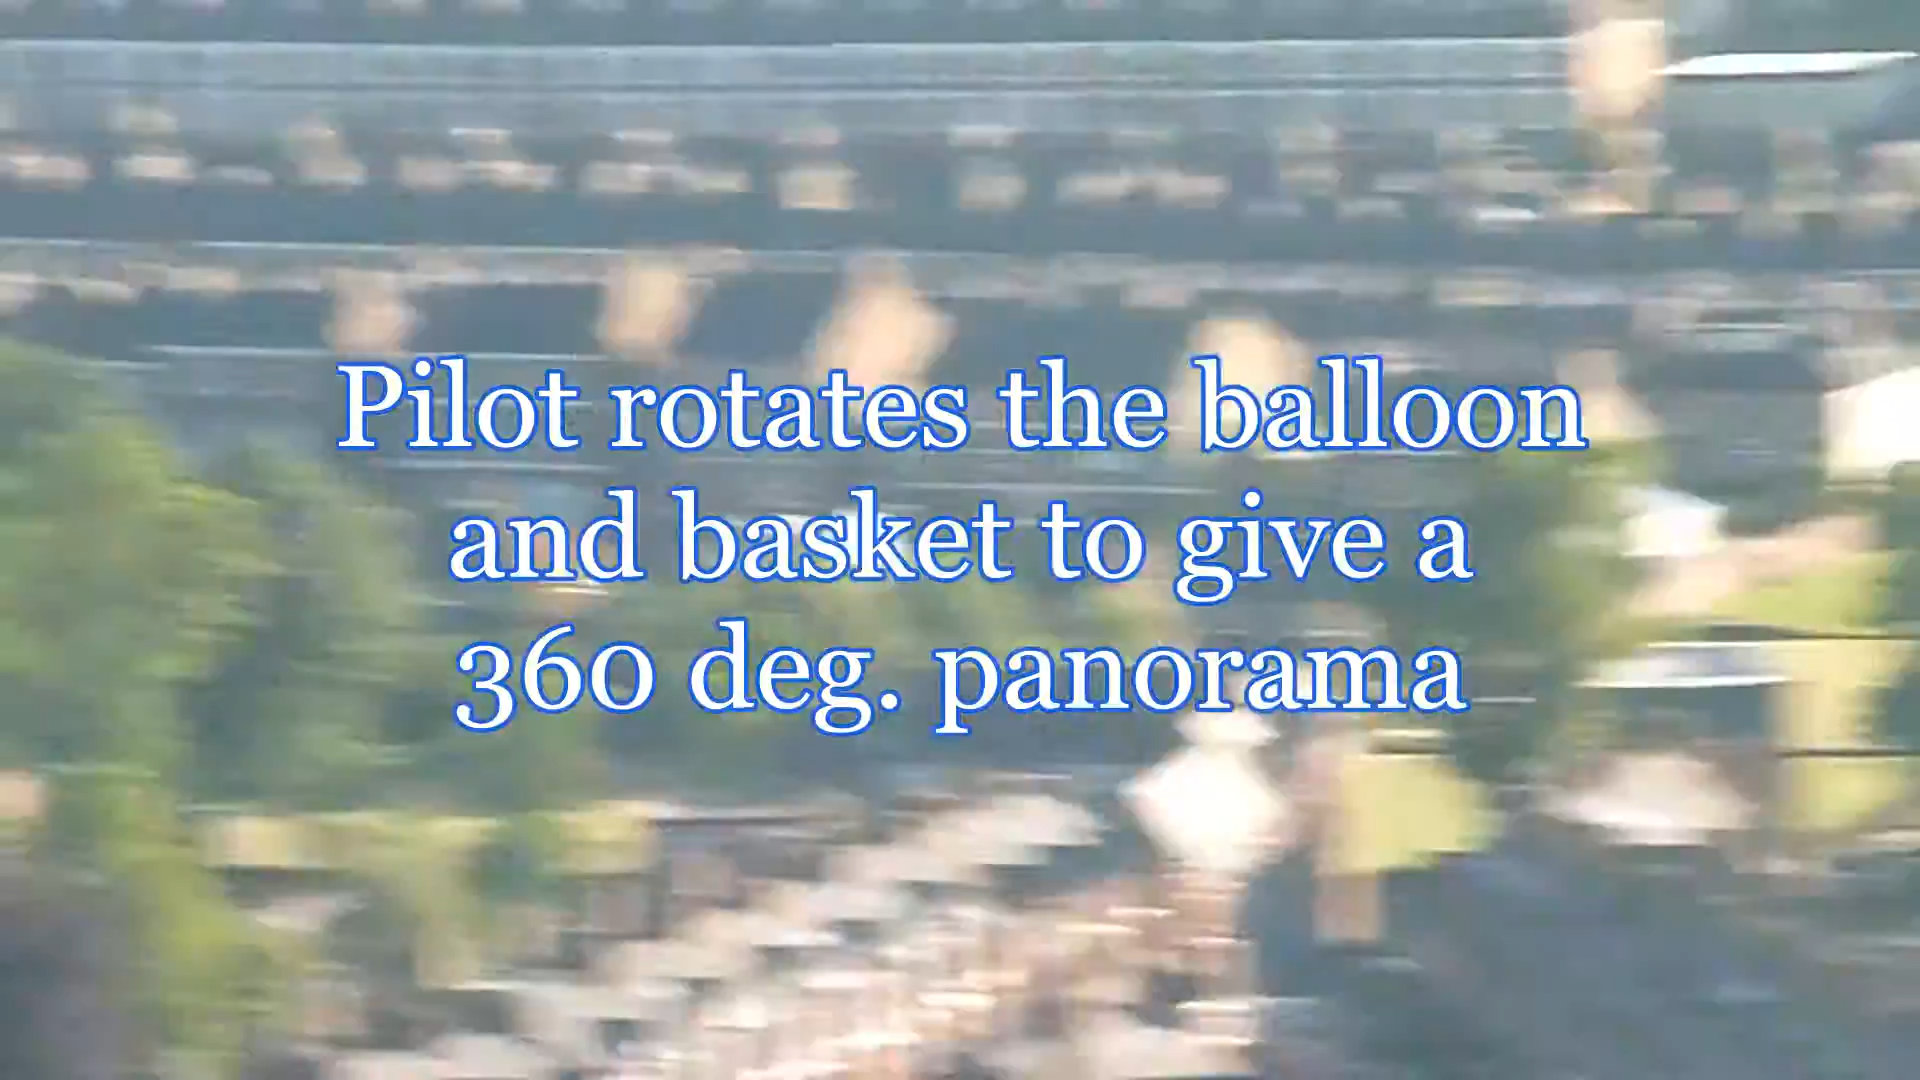 Pilot rotates the balloon
and basket to give a
360 deg. panorama